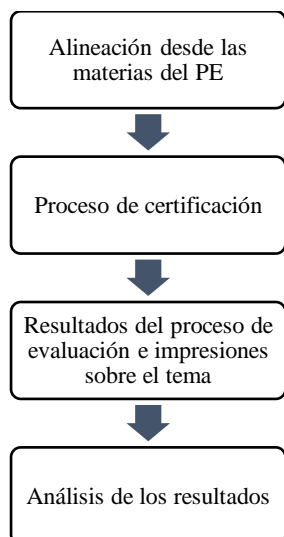 Alineación desde las
materias del PE
Proceso de certificación
Resultados del proceso de
evaluación e impresiones
sobre el tema
Análisis de los resultados